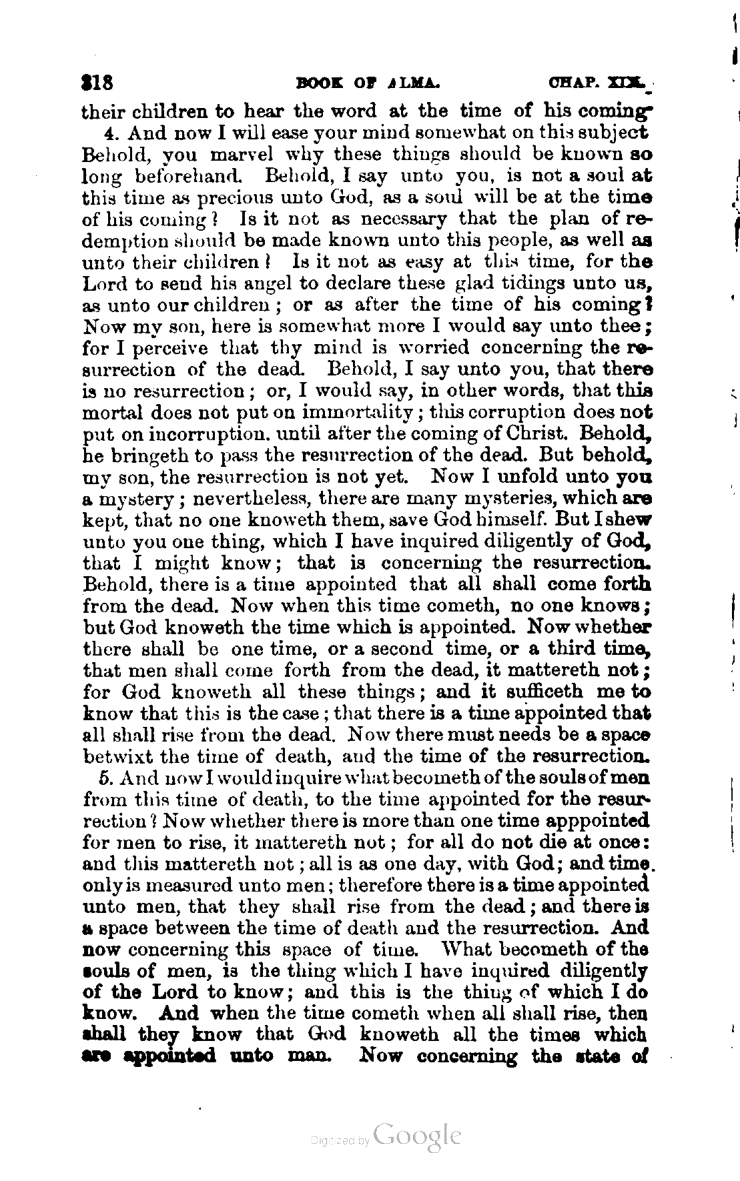 318 BOOK OF ALMA. CHAP. XIX.
their children to hear the word at the time of his coming
4. And now I will ease your mind somewhat on this subject
Behold, you marvel why these things should be known so
long beforehand. Behold, I say unto you, is not a soul at
this time as precious unto God, as a soul will be at the time
of his coming? Is it not as necessary that the plan of re-
demption should be made known unto this people, as well as
unto their children? Is it not as easy at this time, for the
Lord to send his angel to declare these glad tidings unto us,
as unto our children; or as after the time of his coming?
Now my son, here is somewhat more I would say unto thee;
for I perceive that thy mind is worried concerning the re-
surrection of the dead. Behold, I say unto you, that there
is no resurrection; or, I would say, in other words, that this
mortal does not put on immortality; this corruption does not
put on incorruption. until after the coming of Christ. Behold,
he bringeth to pass the resurrection of the dead. But behold,
my son, the resurrection is not yet. Now I unfold unto you
a mystery; nevertheless, there are many mysteries, which are
kept, that no one knoweth them, save God himself. But I shew
unto you one thing, which I have inquired diligently of God,
that I might know; that is concerning the resurrection.
Behold, there is a time appointed that all shall come forth
from the dead. Now when this time cometh, no one knows;
but God knoweth the time which is appointed. Now whether
there shall be one time, or a second time, or a third time,
that men shall come forth from the dead, it mattereth not;
for God knoweth all these things; and it sufficeth me to
know that this is the case; that there is a time appointed that
all shall rise from the dead. Now there must needs be a space
betwixt the time of death, and the time of the resurrection.
5. And now I would inquire what becometh of the souls of men
from this time of death, to the time appointed for the resur-
rection? Now whether there is more than one time apppointed
for men to rise, it mattereth not; for all do not die at once:
and this mattereth not; all is as one day, with God; and time.
only is measured unto men; therefore there is a time appointed
unto men, that they shall rise from the dead; and there is
a space between the time of death and the resurrection. And
now concerning this space of time. What becometh of the
souls of men, is the thing which I have inquired diligently
of the Lord to know; and this is the thing of which I do
know. And when the time cometh when all shall rise, then
shall they know that God knoweth all the times which
are appointed unto man. Now concerning the state of
Digitized by Google